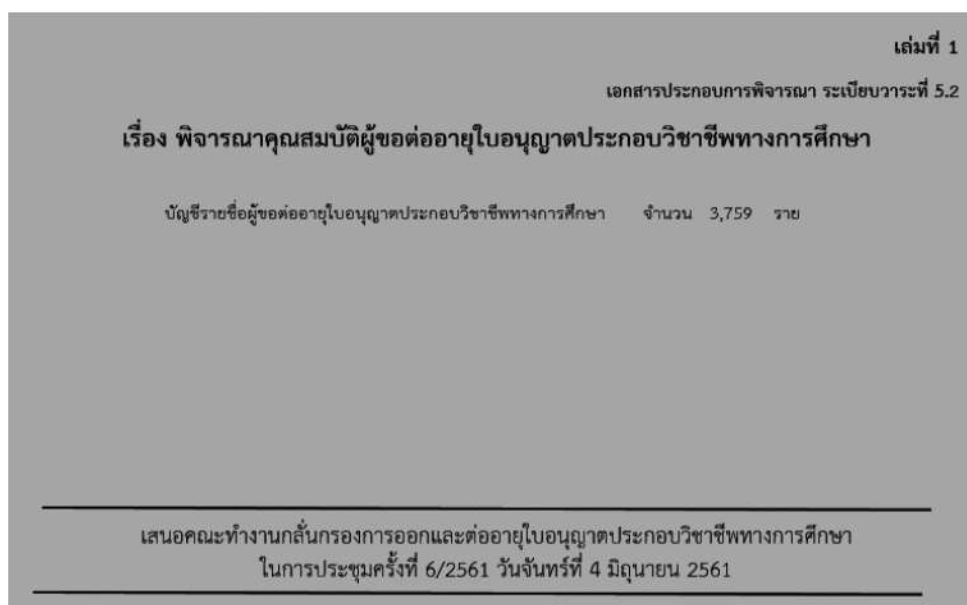 เล่มที่ 1
เอกสารประกอบการพิจารณา ระเบียบวาระที่ 5.2
เรื่อง พิจารณาคุณสมบัติผู้ขอต่ออายุใบอนุญาตประกอบวิชาชีพทางการศึกษา
บัญชีรายชื่อผู้ขอต่ออายุใบอนุญาตประกอบวิชาชีพทางการศึกษา จำนวน 3,759 ราย
เสนอคณะทำงานกลั่นกรองการออกและต่ออายุใบอนุญาตประกอบวิชาชีพทางการศึกษา
ในการประชุมครั้งที่ 6/2561 วันจันทร์ที่ 4 มิถุนายน 2561